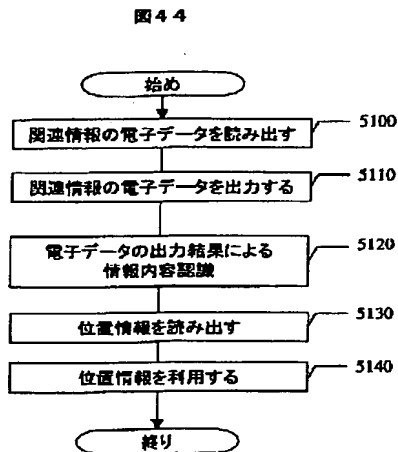 図44
始め
関連情報の電子データを読み出す
5100
関連情報の電子データを出力する
5110
電子データの出力結果による
情報内容認識
5120
位置情報を読み出す
5130
位置情報を利用する
5140
終り